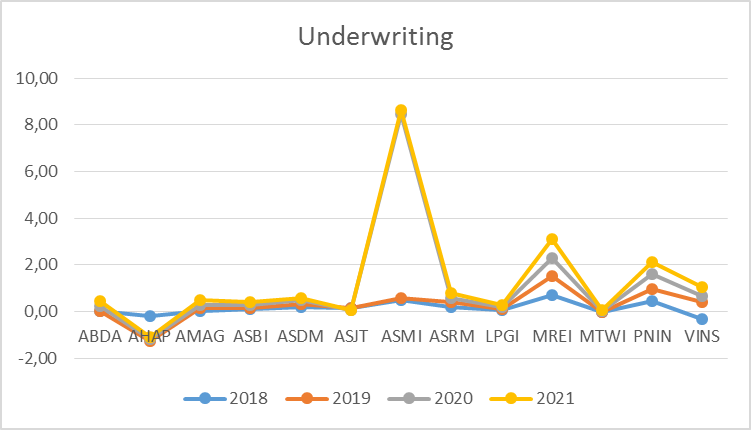 Underwriting
10,00
8,00
6,00
4,00
2,00
0,00
-2,00
ABDA AHAP AMAG ASBI ASDM ASJT ASMI ASRM LPGI MREI MTWI PNIN VINS
2018 2019 2020 2021